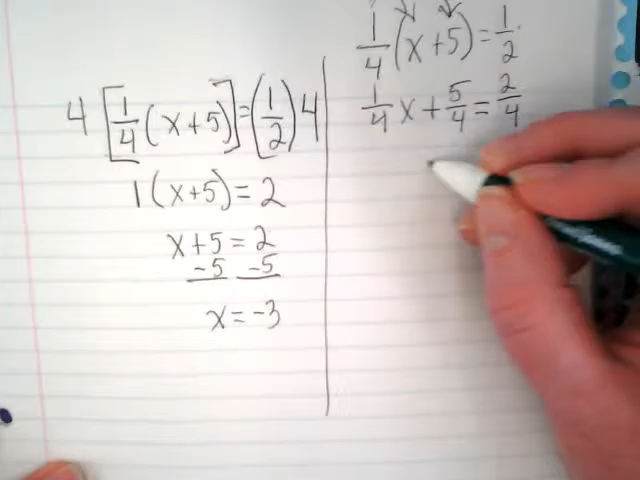 4 [ 1/4 (x+5) ] = ( 1/2 ) 4
1 (x+5) = 2
x+5 = 2
-5 -5
x = -3
1/4 (x+5) = 1/2
1/4 x + 5/4 = 2/4